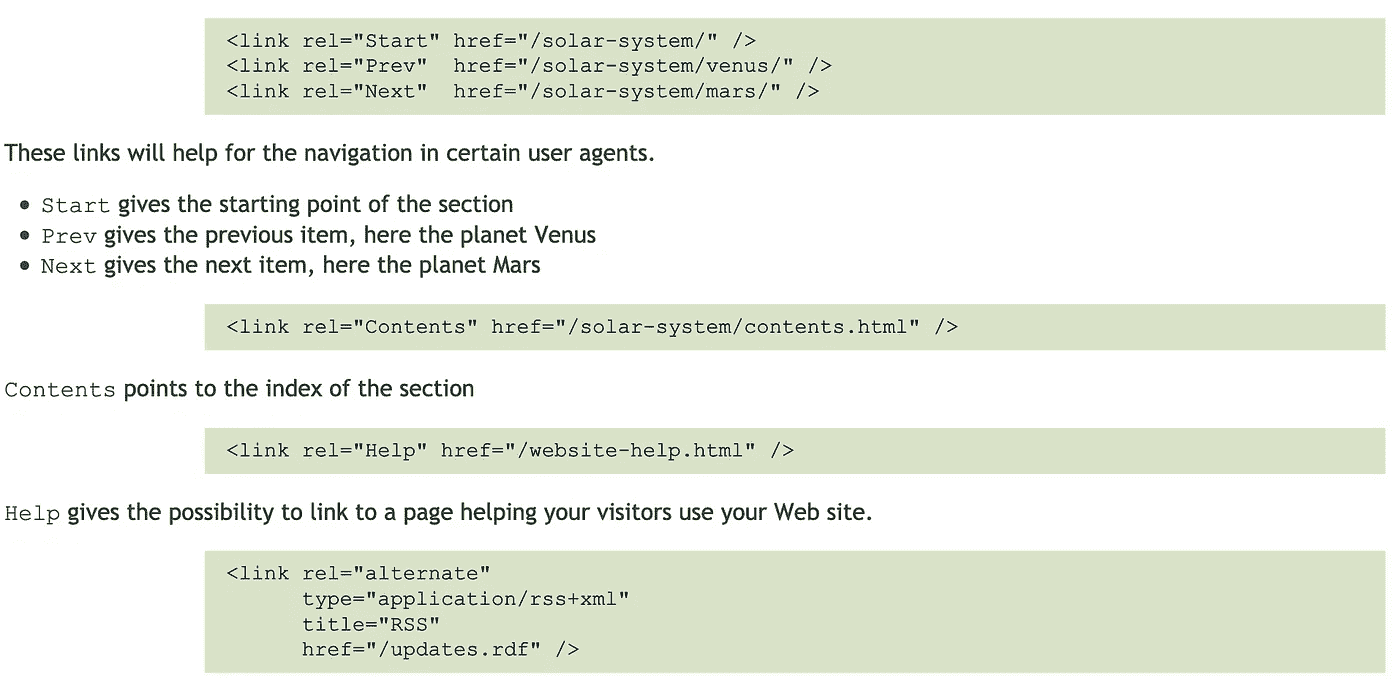 <link rel="Start" href="/solar-system/" />
<link rel="Prev"  href="/solar-system/venus/" />
<link rel="Next"  href="/solar-system/mars/" />
These links will help for the navigation in certain user agents.
• Start gives the starting point of the section
• Prev gives the previous item, here the planet Venus
• Next gives the next item, here the planet Mars
<link rel="Contents" href="/solar-system/contents.html" />
Contents points to the index of the section
<link rel="Help" href="/website-help.html" />
Help gives the possibility to link to a page helping your visitors use your Web site.
<link rel="alternate"
      type="application/rss+xml"
      title="RSS"
      href="/updates.rdf" />